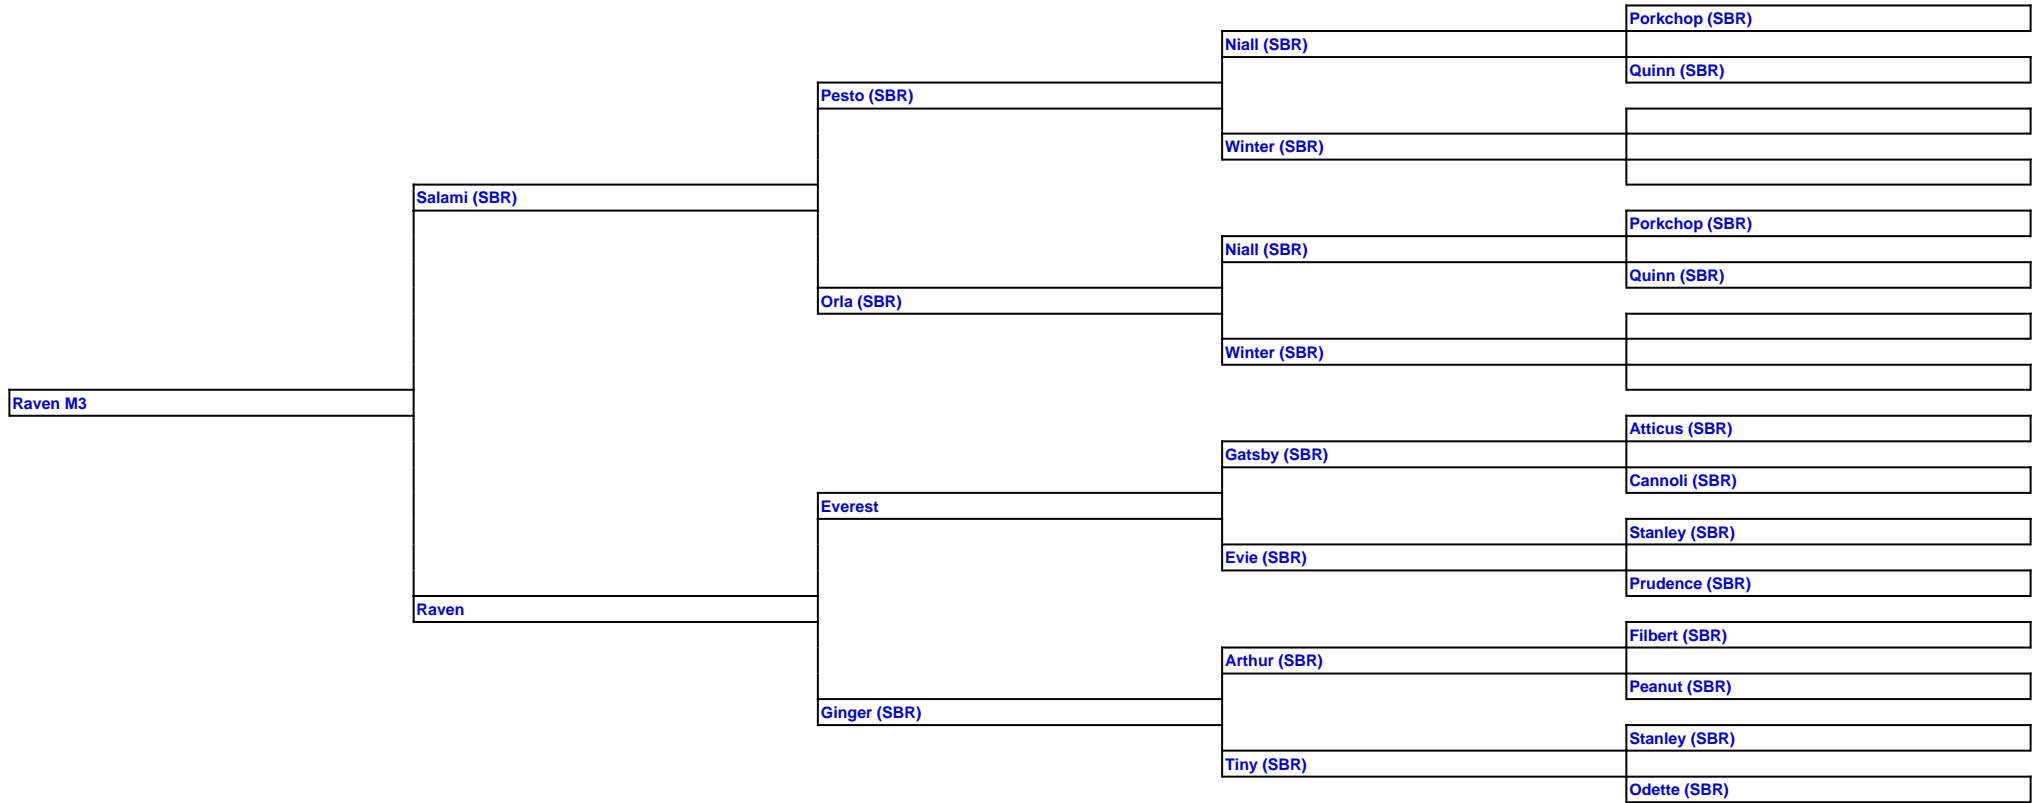 Porkchop (SBR)
Niall (SBR)
Quinn (SBR)
Pesto (SBR)
Winter (SBR)
Salami (SBR)
Porkchop (SBR)
Niall (SBR)
Quinn (SBR)
Orla (SBR)
Winter (SBR)
Raven M3
Atticus (SBR)
Gatsby (SBR)
Cannoli (SBR)
Everest
Stanley (SBR)
Evie (SBR)
Prudence (SBR)
Raven
Filbert (SBR)
Arthur (SBR)
Peanut (SBR)
Ginger (SBR)
Stanley (SBR)
Tiny (SBR)
Odette (SBR)